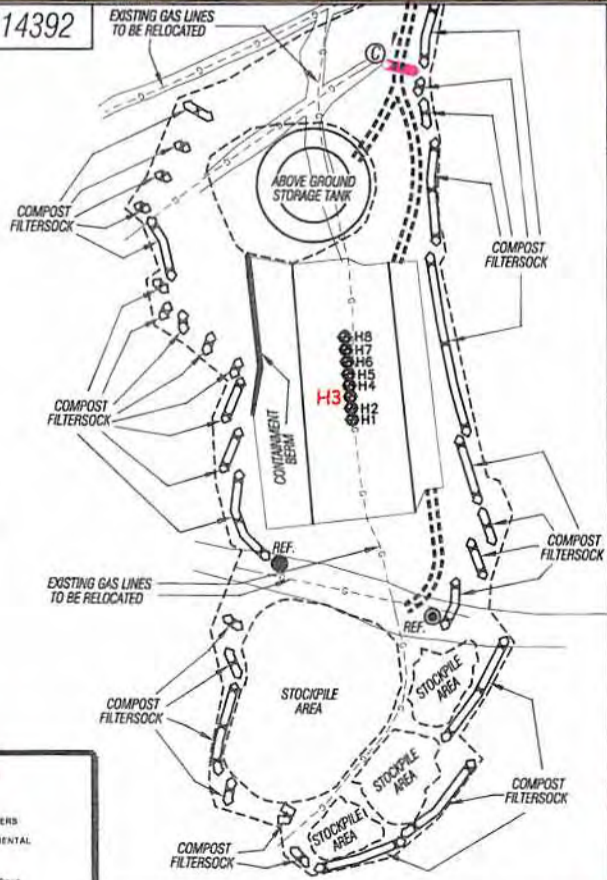 14392
EXISTING GAS LINES
TO BE RELOCATED
C
ABOVE GROUND
STORAGE TANK
COMPOST
FILTERSOCK
COMPOST
FILTERSOCK
H8
H7
H6
H5
H4
H3
H2
H1
CONTAINMENT
BERM
COMPOST
FILTERSOCK
REF.
COMPOST
FILTERSOCK
EXISTING GAS LINES
TO BE RELOCATED
REF.
STOCKPILE
AREA
STOCKPILE
AREA
COMPOST
FILTERSOCK
STOCKPILE
AREA
COMPOST
FILTERSOCK
STOCKPILE
AREA
COMPOST
FILTERSOCK
ERS
MENTAL